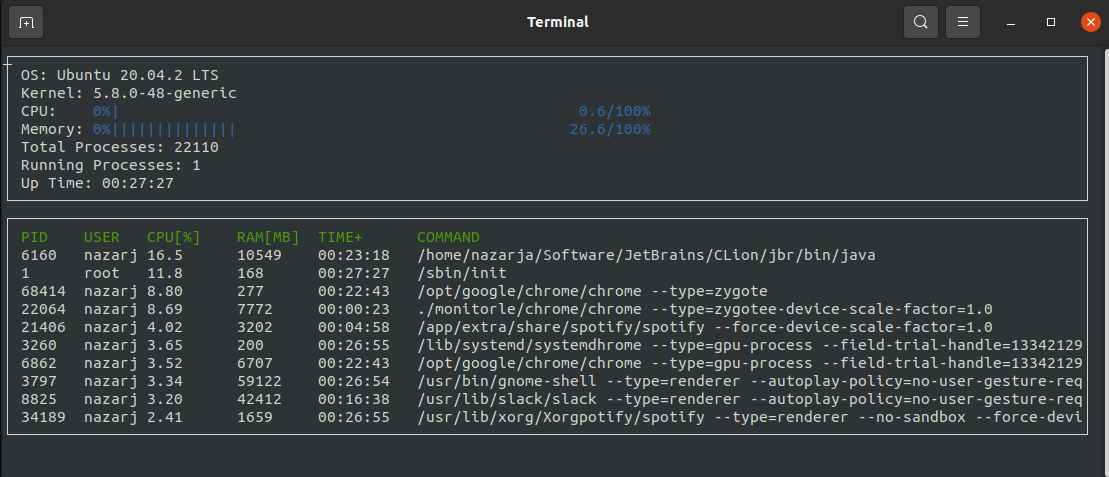 Terminal
OS: Ubuntu 20.04.2 LTS
Kernel: 5.8.0-48-generic
CPU: 0%| 0.6/100%
Memory: 0%|||||||||||||| 26.6/100%
Total Processes: 22110
Running Processes: 1
Up Time: 00:27:27
PID USER CPU[%] RAM[MB] TIME+ COMMAND
6160 nazarj 16.5 10549 00:23:18 /home/nazarja/Software/JetBrains/CLion/jbr/bin/java
1 root 11.8 168 00:27:27 /sbin/init
68414 nazarj 8.80 277 00:22:43 /opt/google/chrome/chrome --type=zygote
22064 nazarj 8.69 7772 00:00:23 ./monitorle/chrome/chrome --type=zygotee-device-scale-factor=1.0
21406 nazarj 4.02 3202 00:04:58 /app/extra/share/spotify/spotify --force-device-scale-factor=1.0
3260 nazarj 3.65 200 00:26:55 /lib/systemd/systemdhrome --type=gpu-process --field-trial-handle=13342129
6862 nazarj 3.52 6707 00:22:43 /opt/google/chrome/chrome --type=gpu-process --field-trial-handle=13342129
3797 nazarj 3.34 59122 00:26:54 /usr/bin/gnome-shell --type=renderer --autoplay-policy=no-user-gesture-req
8825 nazarj 3.20 42412 00:16:38 /usr/lib/slack/slack --type=renderer --autoplay-policy=no-user-gesture-req
34189 nazarj 2.41 1659 00:26:55 /usr/lib/xorg/Xorgpotify/spotify --type=renderer --no-sandbox --force-devi